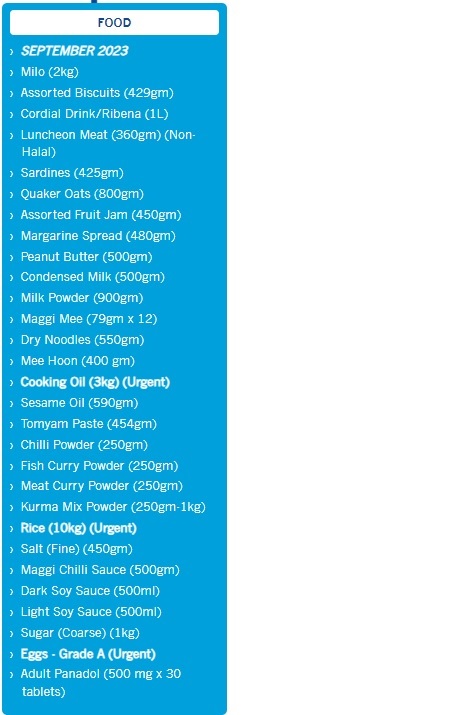 FOOD
› SEPTEMBER 2023
› Milo (2kg)
› Assorted Biscuits (429gm)
› Cordial Drink/Ribena (1L)
› Luncheon Meat (360gm) (Non-
Halal)
› Sardines (425gm)
› Quaker Oats (800gm)
› Assorted Fruit Jam (450gm)
› Margarine Spread (480gm)
› Peanut Butter (500gm)
› Condensed Milk (500gm)
› Milk Powder (900gm)
› Maggi Mee (79gm x 12)
› Dry Noodles (550gm)
› Mee Hoon (400 gm)
› Cooking Oil (3kg) (Urgent)
› Sesame Oil (590gm)
› Tomyam Paste (454gm)
› Chilli Powder (250gm)
› Fish Curry Powder (250gm)
› Meat Curry Powder (250gm)
› Kurma Mix Powder (250gm-1kg)
› Rice (10kg) (Urgent)
› Salt (Fine) (450gm)
› Maggi Chilli Sauce (500gm)
› Dark Soy Sauce (500ml)
› Light Soy Sauce (500ml)
› Sugar (Coarse) (1kg)
› Eggs - Grade A (Urgent)
› Adult Panadol (500 mg x 30
tablets)